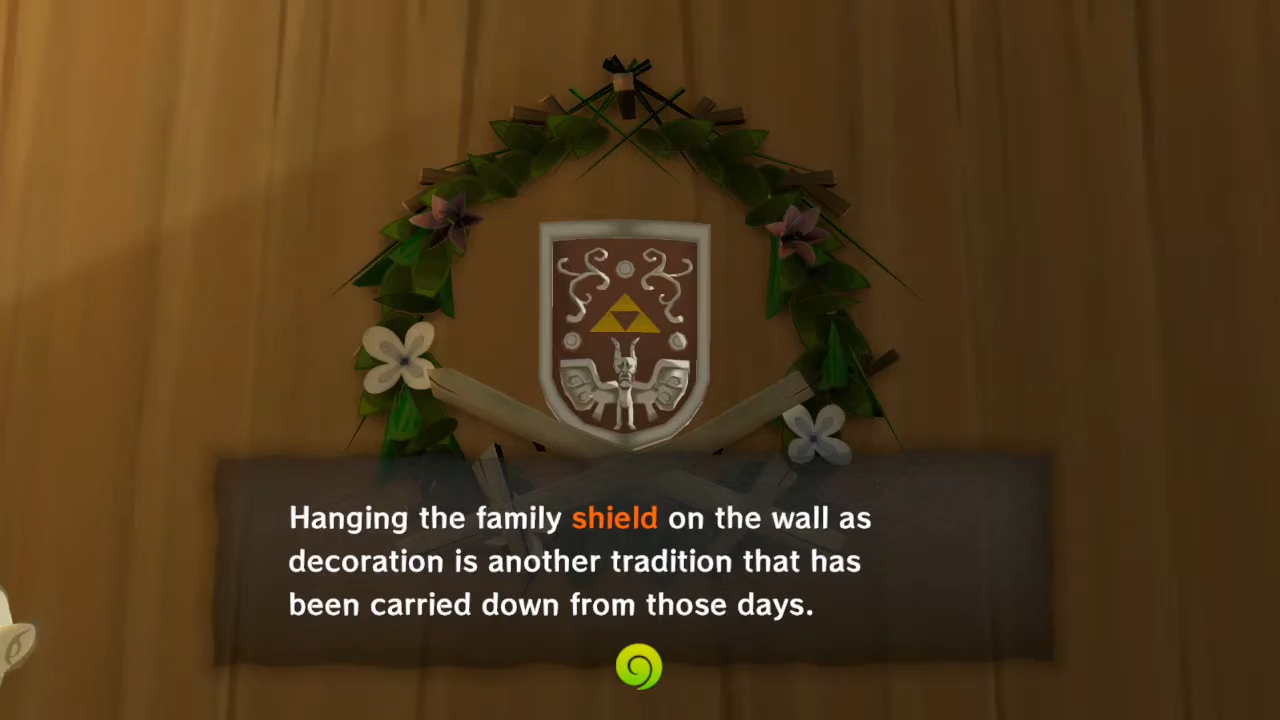 Hanging the family shield on the wall as
decoration is another tradition that has
been carried down from those days.